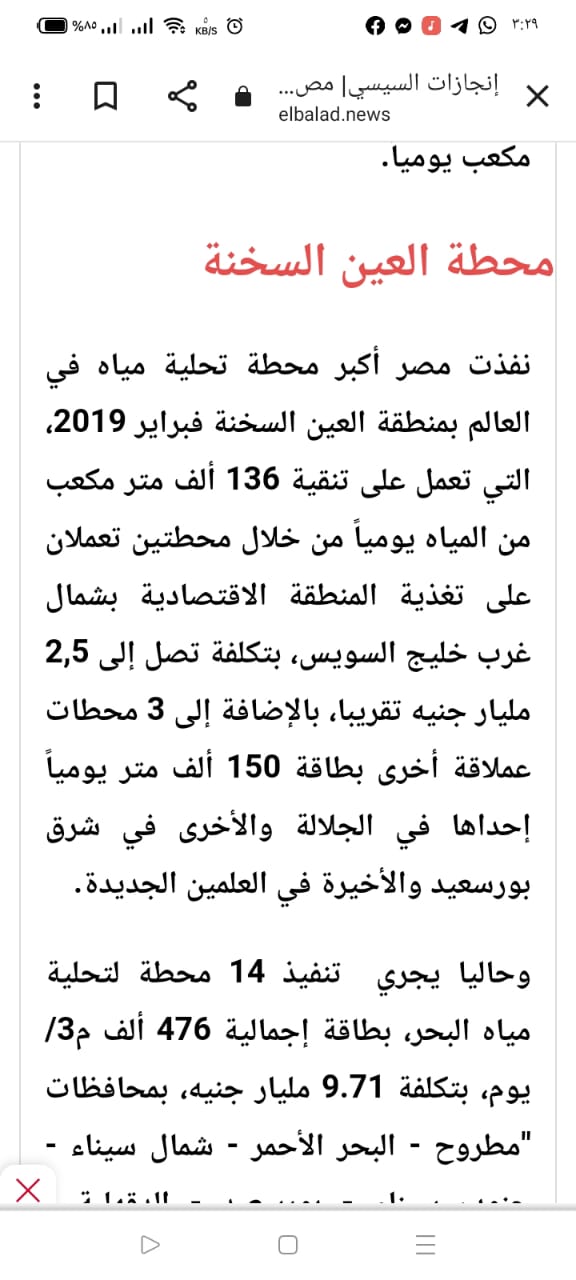 %٨٥
0 KB/S
٣:٢٩
إنجازات السيسي| مص...
elbalad.news
مكعب يوميا.
محطة العين السخنة
نفذت مصر أكبر محطة تحلية مياه في
العالم بمنطقة العين السخنة فبراير 2019،
التي تعمل على تنقية 136 ألف متر مكعب
من المياه يومياً من خلال محطتين تعملان
على تغذية المنطقة الاقتصادية بشمال
غرب خليج السويس، بتكلفة تصل إلى 2,5
مليار جنيه تقريبا، بالإضافة إلى 3 محطات
عملاقة أخرى بطاقة 150 ألف متر يومياً
إحداها في الجلالة والأخرى في شرق
بورسعيد والأخيرة في العلمين الجديدة.
وحاليا يجري تنفيذ 14 محطة لتحلية
مياه البحر، بطاقة إجمالية 476 ألف م3/
يوم، بتكلفة 9.71 مليار جنيه، بمحافظات
"مطروح - البحر الأحمر - شمال سيناء -